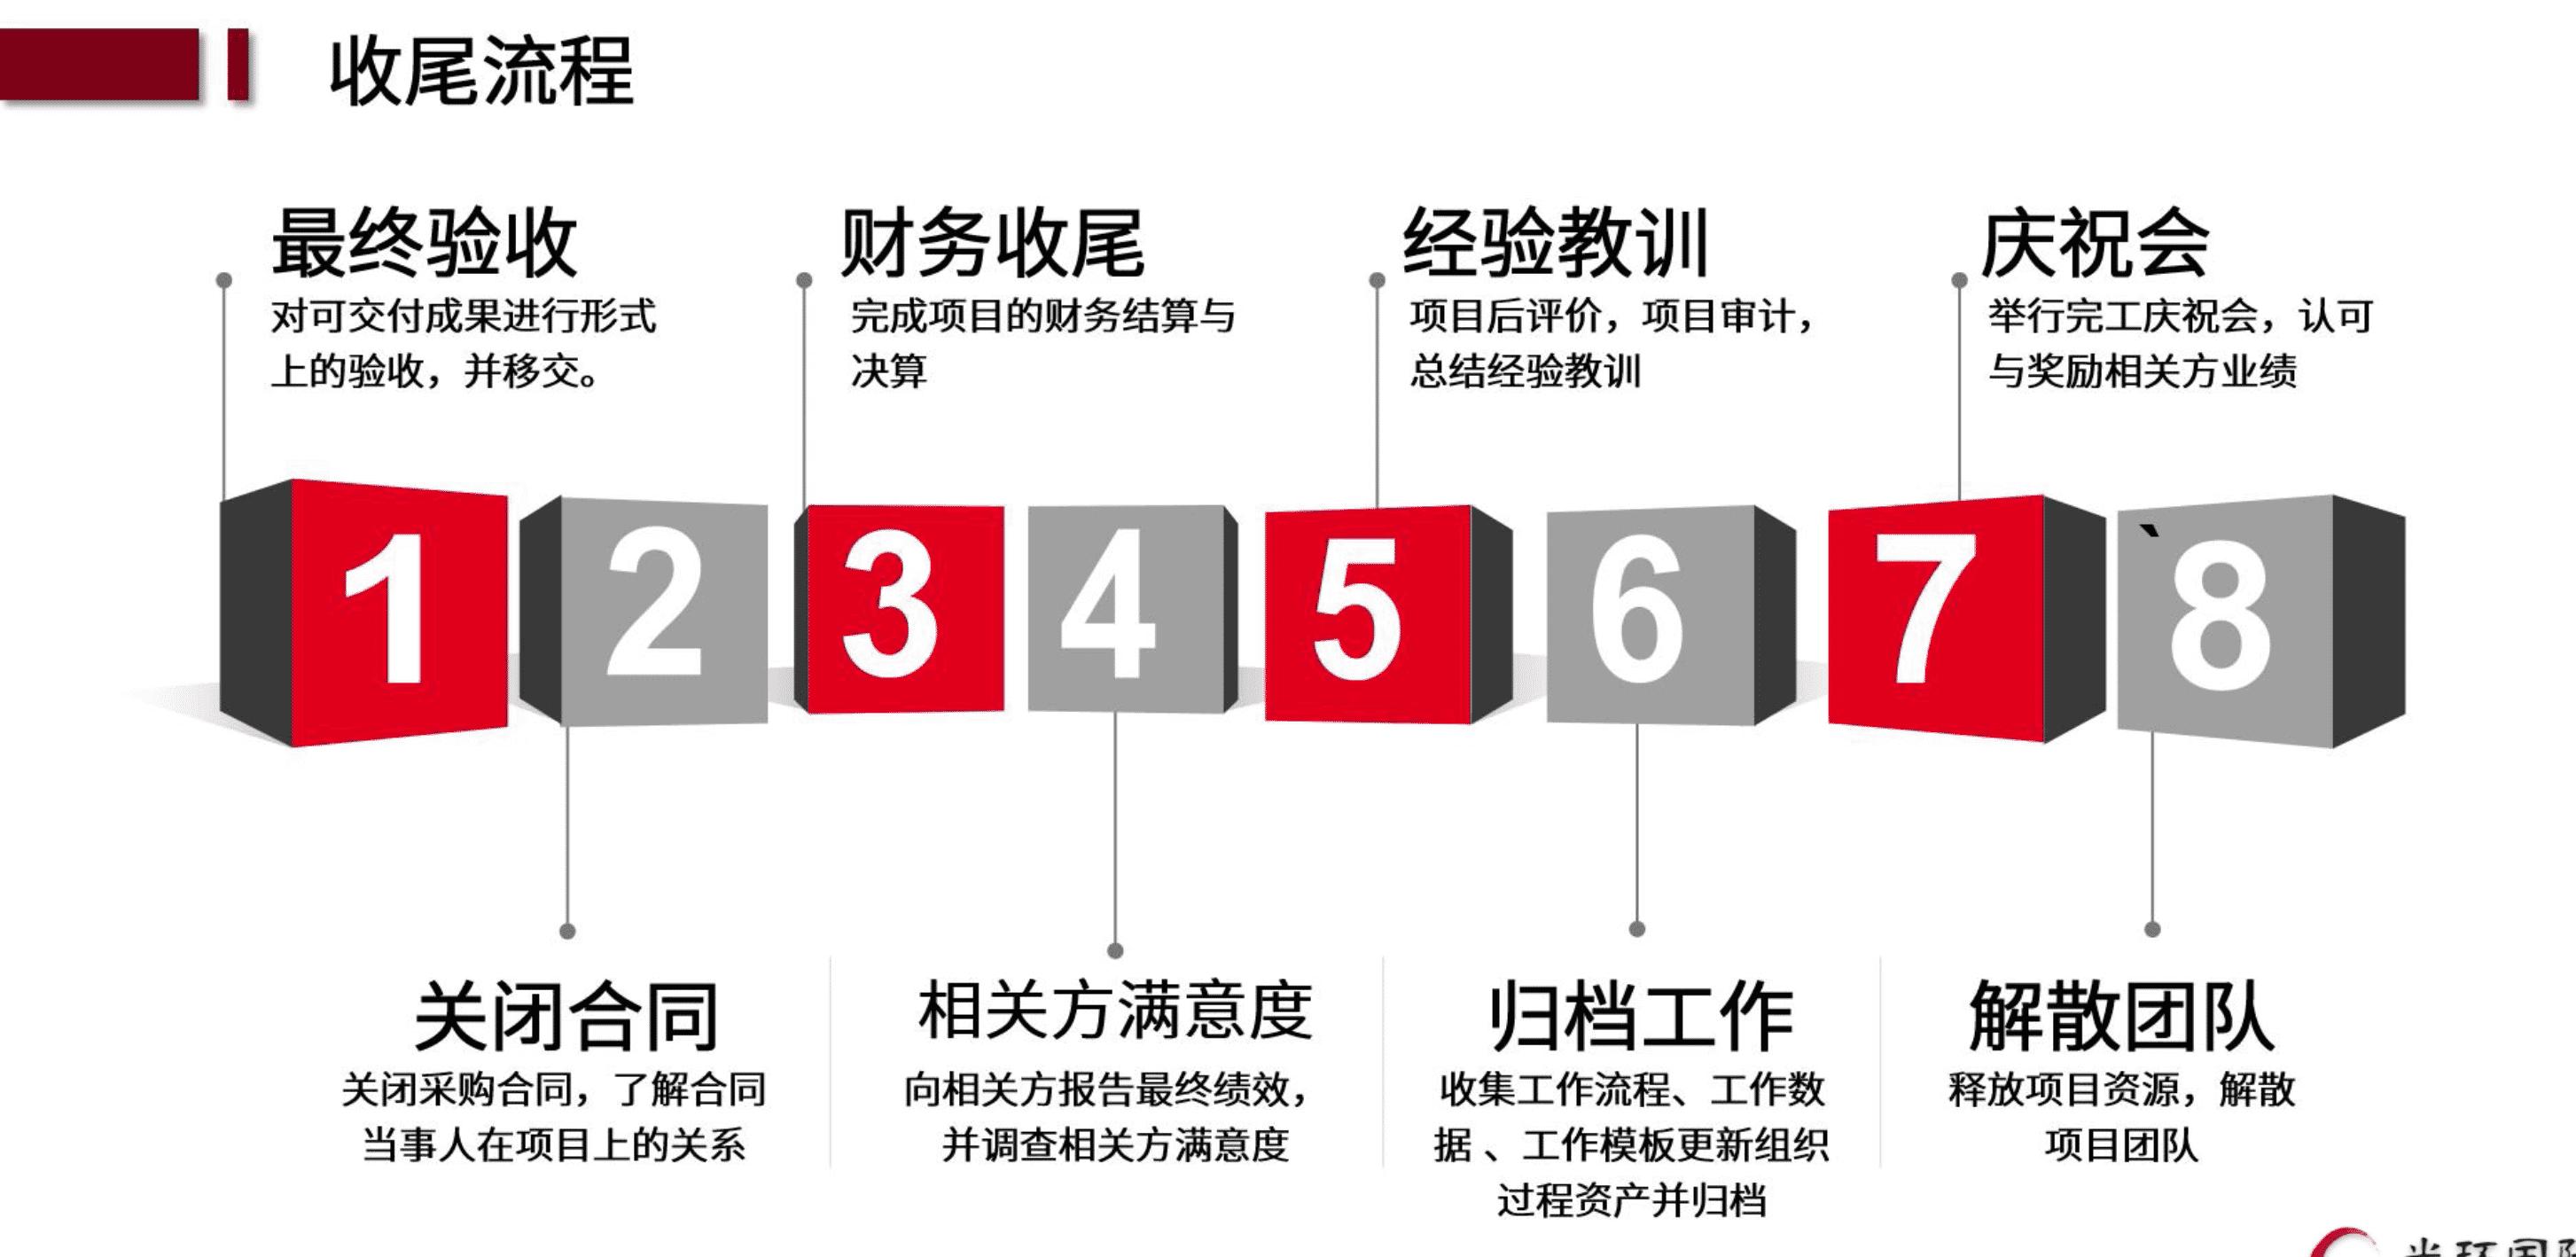 收尾流程
最终验收
对可交付成果进行形式
上的验收，并移交。
财务收尾
完成项目的财务结算与
决算
经验教训
项目后评价，项目审计，
总结经验教训
庆祝会
举行完工庆祝会，认可
与奖励相关方业绩
1
2
3
4
5
6
7
、
8
关闭合同
关闭采购合同，了解合同
当事人在项目上的关系
相关方满意度
向相关方报告最终绩效，
并调查相关方满意度
归档工作
收集工作流程、工作数
据 、工作模板更新组织
过程资产并归档
解散团队
释放项目资源，解散
项目团队